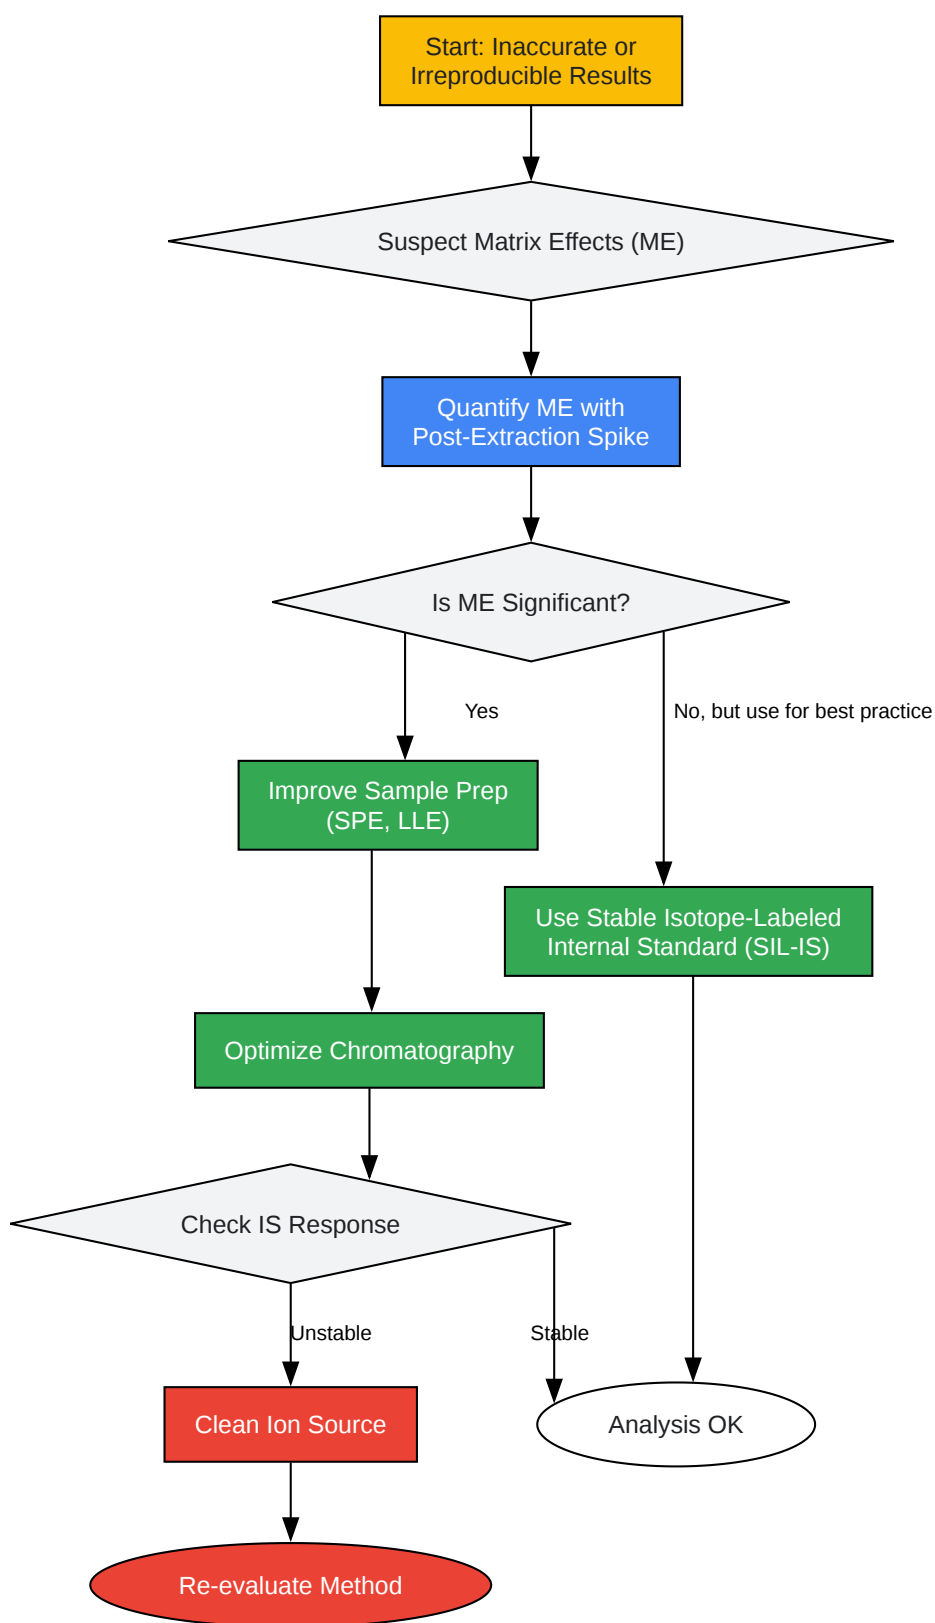 Start: Inaccurate or
Irreproducible Results
Suspect Matrix Effects (ME)
Quantify ME with
Post-Extraction Spike
Is ME Significant?
Yes
No, but use for best practice
Improve Sample Prep
(SPE, LLE)
Use Stable Isotope-Labeled
Internal Standard (SIL-IS)
Optimize Chromatography
Check IS Response
Unstable
Stable
Clean Ion Source
Analysis OK
Re-evaluate Method